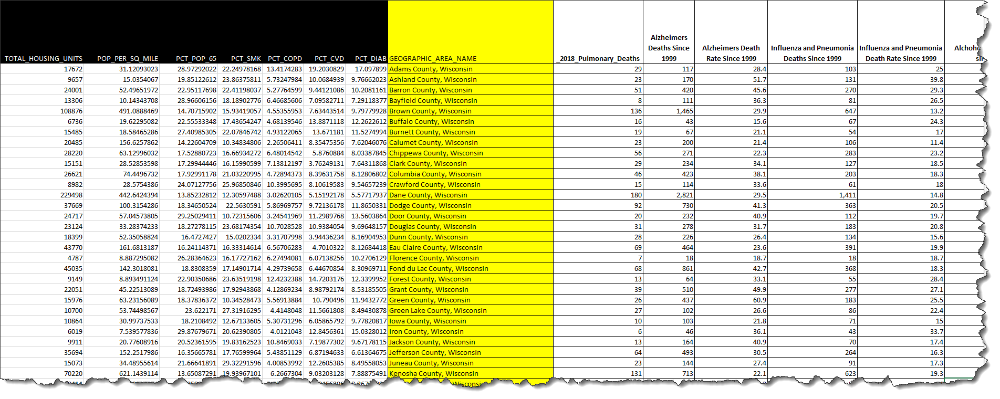 Alzheimers
Deaths Since Alzheimers Death Influenza and Pneumonia Influenza and Pneumonia
TOTAL_HOUSING_UNITS POP_PER_SQ_MILE PCT_POP_65 PCT_SMK PCT_COPD PCT_CVD PCT_DIAB GEOGRAPHIC_AREA_NAME _2018_Pulmonary_Deaths 1999 Rate Since 1999 Deaths Since 1999 Death Rate Since 1999
17672 31.12093023 28.97292022 22.24978168 13.4174283 19.2030829 17.097899 Adams County, Wisconsin 29 117 28.4 103 25
9657 15.0354067 19.85122612 23.86375811 5.73247984 10.0684939 9.76662023 Ashland County, Wisconsin 23 170 51.7 131 39.8
24001 52.49651972 22.95117698 22.41198037 5.27764599 9.44121086 10.2081161 Barron County, Wisconsin 51 420 45.6 270 29.3
13306 10.14343708 28.96606156 18.18902776 6.46685606 7.09582711 7.29118377 Bayfield County, Wisconsin 8 111 36.3 81 26.5
108876 491.0888469 14.70715902 15.93419057 4.55355953 7.63443514 9.79779928 Brown County, Wisconsin 136 1,465 29.9 647 13.2
6736 19.62295082 22.55533348 17.43654247 4.68139546 13.8871118 12.2622612 Buffalo County, Wisconsin 16 43 15.6 67 24.3
15485 18.58465286 27.40985305 22.07846742 4.93122065 13.671181 11.5274994 Burnett County, Wisconsin 19 67 21.1 54 17
20485 156.6257862 14.22604709 10.34834806 2.26506411 8.35475356 7.62046076 Calumet County, Wisconsin 23 200 21.4 106 11.4
28220 63.12996032 17.52880723 16.66934272 6.48014542 5.8760884 8.03387845 Chippewa County, Wisconsin 56 271 22.3 283 23.2
15151 28.52853598 17.29944446 16.15990599 7.13812197 3.76249131 7.64311868 Clark County, Wisconsin 29 234 34.1 127 18.5
26621 74.4496732 17.92991178 21.03220995 4.72894373 8.39631758 8.12806802 Columbia County, Wisconsin 46 423 38.1 203 18.3
8982 28.5754386 24.07127756 25.96850846 10.3995695 8.10619583 9.54657239 Crawford County, Wisconsin 15 114 33.6 61 18
229498 442.6424394 13.85232812 12.30597488 3.02620105 5.15192178 5.57717937 Dane County, Wisconsin 180 2,821 29.5 1,411 14.8
37669 100.3154286 18.34650524 22.5630591 5.86969757 9.72136178 11.8650331 Dodge County, Wisconsin 92 730 41.3 363 20.5
24717 57.04573805 29.25029411 10.72315606 3.24541969 11.2989768 13.5603864 Door County, Wisconsin 20 232 40.9 112 19.7
23124 33.28374233 18.27278115 23.68174354 10.7028528 10.9384054 9.69648157 Douglas County, Wisconsin 31 278 31.7 183 20.8
18399 52.35058824 16.4727427 15.0202334 3.31707998 3.94436234 8.16904953 Dunn County, Wisconsin 28 226 26.4 134 15.6
43770 161.6813187 16.24114371 16.33314614 6.56706283 4.7010322 8.12684418 Eau Claire County, Wisconsin 69 464 23.6 391 19.9
4787 8.887295082 26.28364623 16.17727162 6.27494081 6.07138256 10.2706129 Florence County, Wisconsin 7 18 18.7 18 18.7
45035 142.3018081 18.8308359 17.14901714 4.29739658 6.44670854 8.30969711 Fond du Lac County, Wisconsin 68 861 42.7 368 18.3
9149 8.893491124 22.90350686 23.63519198 12.4232388 14.7203176 12.3399952 Forest County, Wisconsin 13 64 33.1 55 28.4
22051 45.22513089 18.72493986 17.92943868 4.12869234 8.98792174 8.53185505 Grant County, Wisconsin 39 510 49.9 277 27.1
15976 63.23156089 18.37836372 10.34528473 5.56913884 10.790496 11.9432772 Green County, Wisconsin 26 437 60.9 183 25.5
10700 53.74498567 23.622171 27.31916295 4.4148048 11.5661808 8.49430878 Green Lake County, Wisconsin 27 102 26.6 86 22.4
10864 30.99737533 18.2108492 12.67133605 5.30731296 6.05865792 9.77820817 Iowa County, Wisconsin 10 103 21.8 71 15
6019 7.539577836 29.87679671 20.62390805 4.0121043 12.8456361 15.0328012 Iron County, Wisconsin 6 46 36.1 43 33.7
9911 20.77608916 20.52361595 19.83162523 10.8469033 7.19877302 9.67178115 Jackson County, Wisconsin 13 164 40.9 70 17.4
35694 152.2517986 16.35665781 17.76599964 5.43851129 6.87194633 6.61364675 Jefferson County, Wisconsin 64 493 30.5 264 16.3
15073 34.48955614 21.66641891 29.32291596 4.00853992 12.2605385 8.49558053 Juneau County, Wisconsin 23 144 27.4 91 17.3
70220 621.1439114 13.65087291 19.93967101 6.2667304 9.03203128 7.88875491 Kenosha County, Wisconsin 131 713 22.1 623 19.3